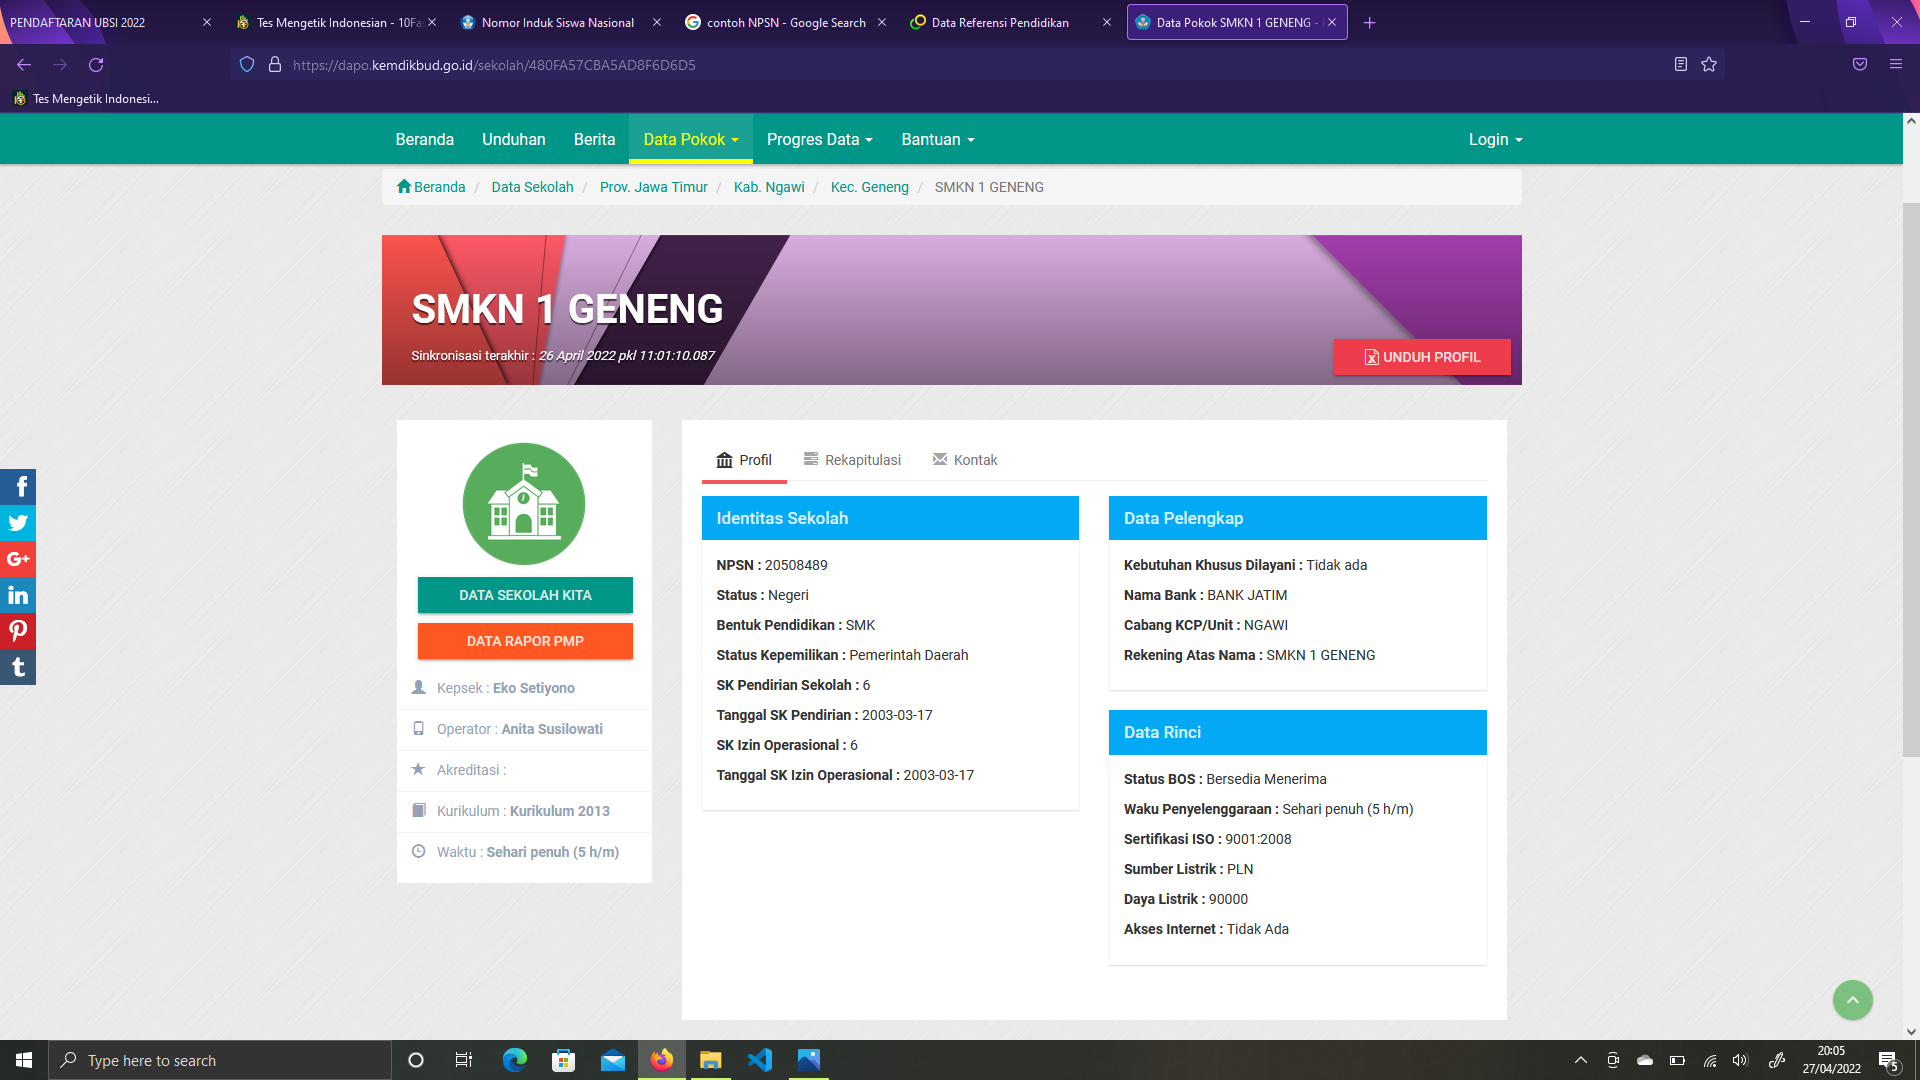 PENDAFTARAN UBSI 2022
Tes Mengetik Indonesian - 10Fas
Nomor Induk Siswa Nasional
contoh NPSN - Google Search
Data Referensi Pendidikan
Data Pokok SMKN 1 GENENG -
https://dapo.kemdikbud.go.id/sekolah/480FA57CBA5AD8F6D6D5
Tes Mengetik Indonesi...
Beranda
Unduhan
Berita
Data Pokok
Progres Data
Bantuan
Login
Beranda / Data Sekolah / Prov. Jawa Timur / Kab. Ngawi / Kec. Geneng / SMKN 1 GENENG
SMKN 1 GENENG
Sinkronisasi terakhir : 26 April 2022 pkl 11:01:10.087
UNDUH PROFIL
DATA SEKOLAH KITA
DATA RAPOR PMP
Kepsek : Eko Setiyono
Operator : Anita Susilowati
Akreditasi :
Kurikulum : Kurikulum 2013
Waktu : Sehari penuh (5 h/m)
Profil
Rekapitulasi
Kontak
Identitas Sekolah
NPSN : 20508489
Status : Negeri
Bentuk Pendidikan : SMK
Status Kepemilikan : Pemerintah Daerah
SK Pendirian Sekolah : 6
Tanggal SK Pendirian : 2003-03-17
SK Izin Operasional : 6
Tanggal SK Izin Operasional : 2003-03-17
Data Pelengkap
Kebutuhan Khusus Dilayani : Tidak ada
Nama Bank : BANK JATIM
Cabang KCP/Unit : NGAWI
Rekening Atas Nama : SMKN 1 GENENG
Data Rinci
Status BOS : Bersedia Menerima
Waku Penyelenggaraan : Sehari penuh (5 h/m)
Sertifikasi ISO : 9001:2008
Sumber Listrik : PLN
Daya Listrik : 90000
Akses Internet : Tidak Ada
Type here to search
20:05
27/04/2022
5